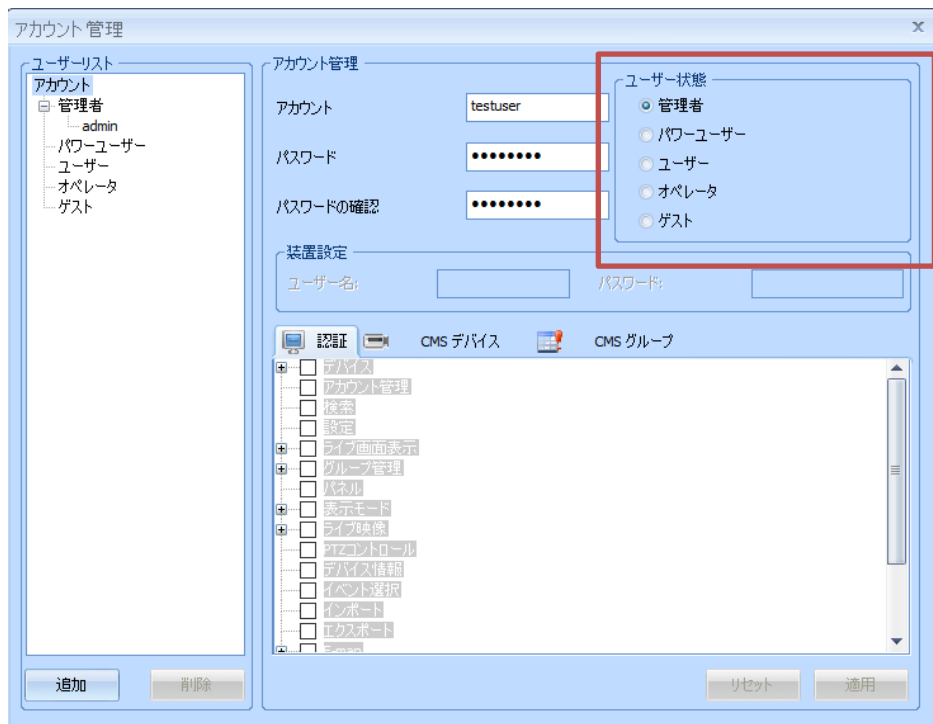 アカウント管理
x
ユーザーリスト
アカウント
管理者
admin
パワーユーザー
ユーザー
オペレータ
ゲスト
アカウント管理
アカウント
testuser
パスワード
••••••••
パスワードの確認
••••••••
ユーザー状態
管理者
パワーユーザー
ユーザー
オペレータ
ゲスト
装置設定
ユーザー名:
パスワード:
認証
CMS デバイス
CMS グループ
デバイス
アカウント管理
検索
設定
ライブ画面表示
グループ管理
パネル
表示モード
ライブ映像
PTZコントロール
デバイス情報
イベント選択
インポート
エクスポート
E-map
追加
削除
リセット
適用